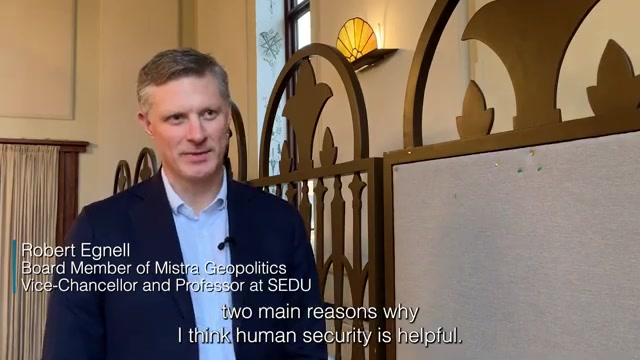 Robert Egnell
Board Member of Mistra Geopolitics
Vice-Chancellor and Professor at SEDU
two main reasons why
I think human security is helpful.